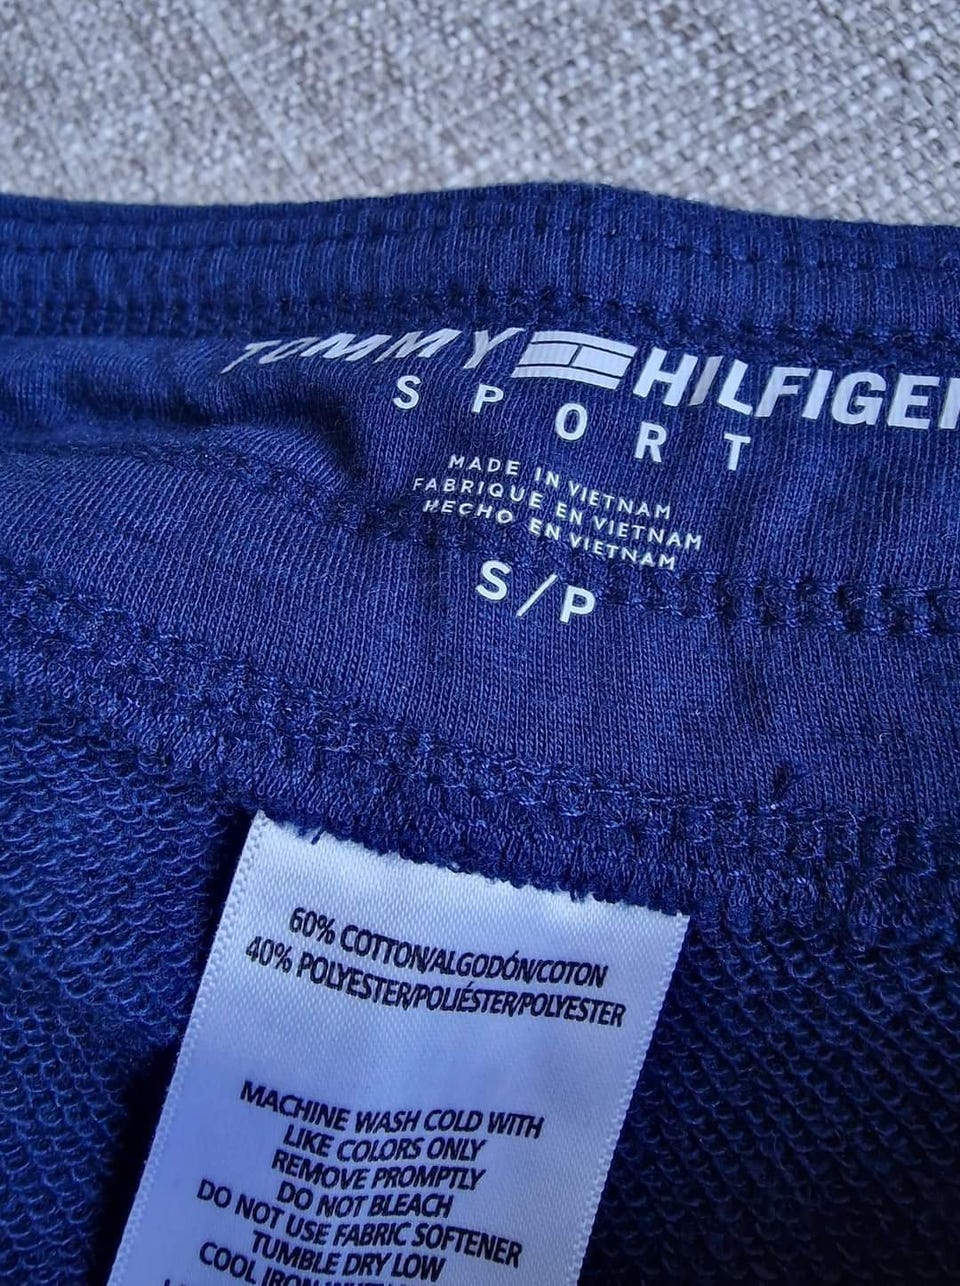 TOMMY HILFIGER
SPORT
MADE IN VIETNAM
FABRIQUE EN VIETNAM
HECHO EN VIETNAM
S/P
60% COTTON/ALGODÓN/COTON
40% POLYESTER/POLIÉSTER/POLYESTER
MACHINE WASH COLD WITH
LIKE COLORS ONLY
REMOVE PROMPTLY
DO NOT BLEACH
DO NOT USE FABRIC SOFTENER
TUMBLE DRY LOW
COOL IRON